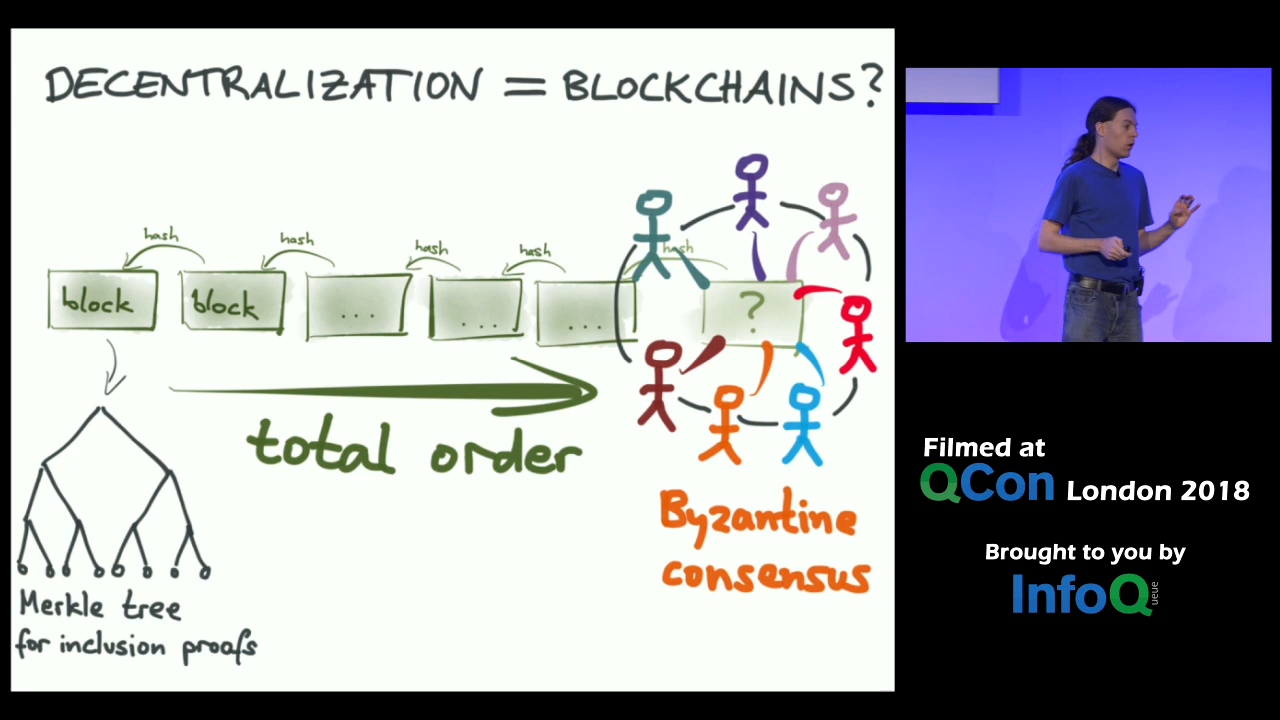 DECENTRALIZATION = BLOCKCHAINS?
hash
hash
hash
hash
hash
block
block
...
...
...
?
total order
Byzantine
consensus
Merkle tree
for inclusion proofs
Filmed at
QCon London 2018
Brought to you by
InfoQueue